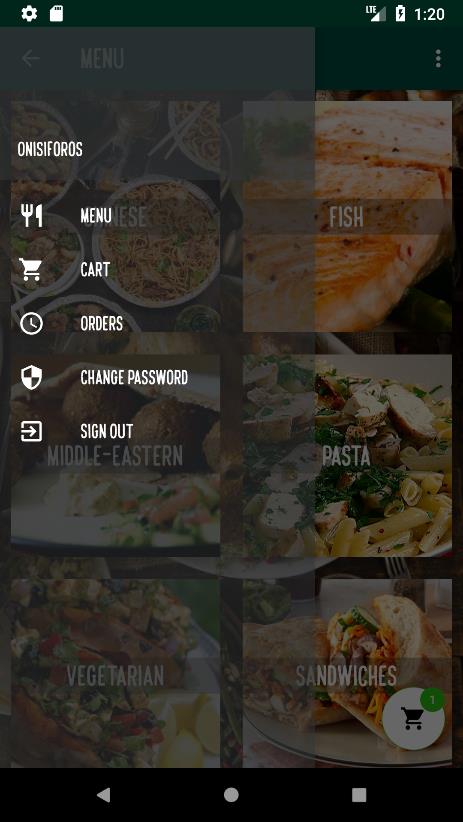 LTE 1:20
MENU
ONISIFOROS
MENU
CHINESE
FISH
CART
ORDERS
CHANGE PASSWORD
SIGN OUT
MIDDLE-EASTERN
PASTA
VEGETARIAN
SANDWICHES
1